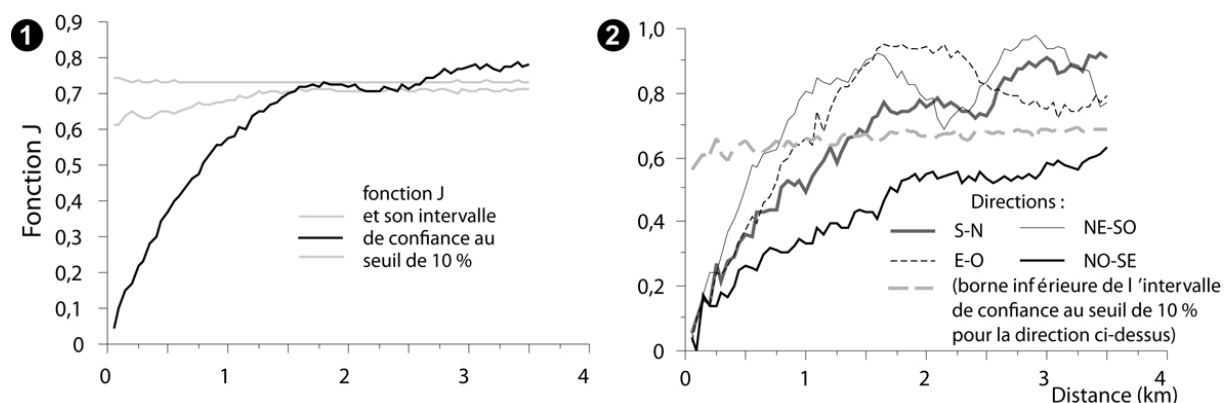 1
0,9
0,8
0,7
0,6
0,5
0,4
0,3
0,2
0,1
0
Fonction J
0 1 2 3 4
fonction J
et son intervalle
de confiance au
seuil de 10 %
2
1,0
0,8
0,6
0,4
0,2
0
0 1 2 3 4
Distance (km)
Directions :
S-N NE-SO
E-O NO-SE
(borne inférieure de l 'intervalle
de confiance au seuil de 10 %
pour la direction ci-dessus)